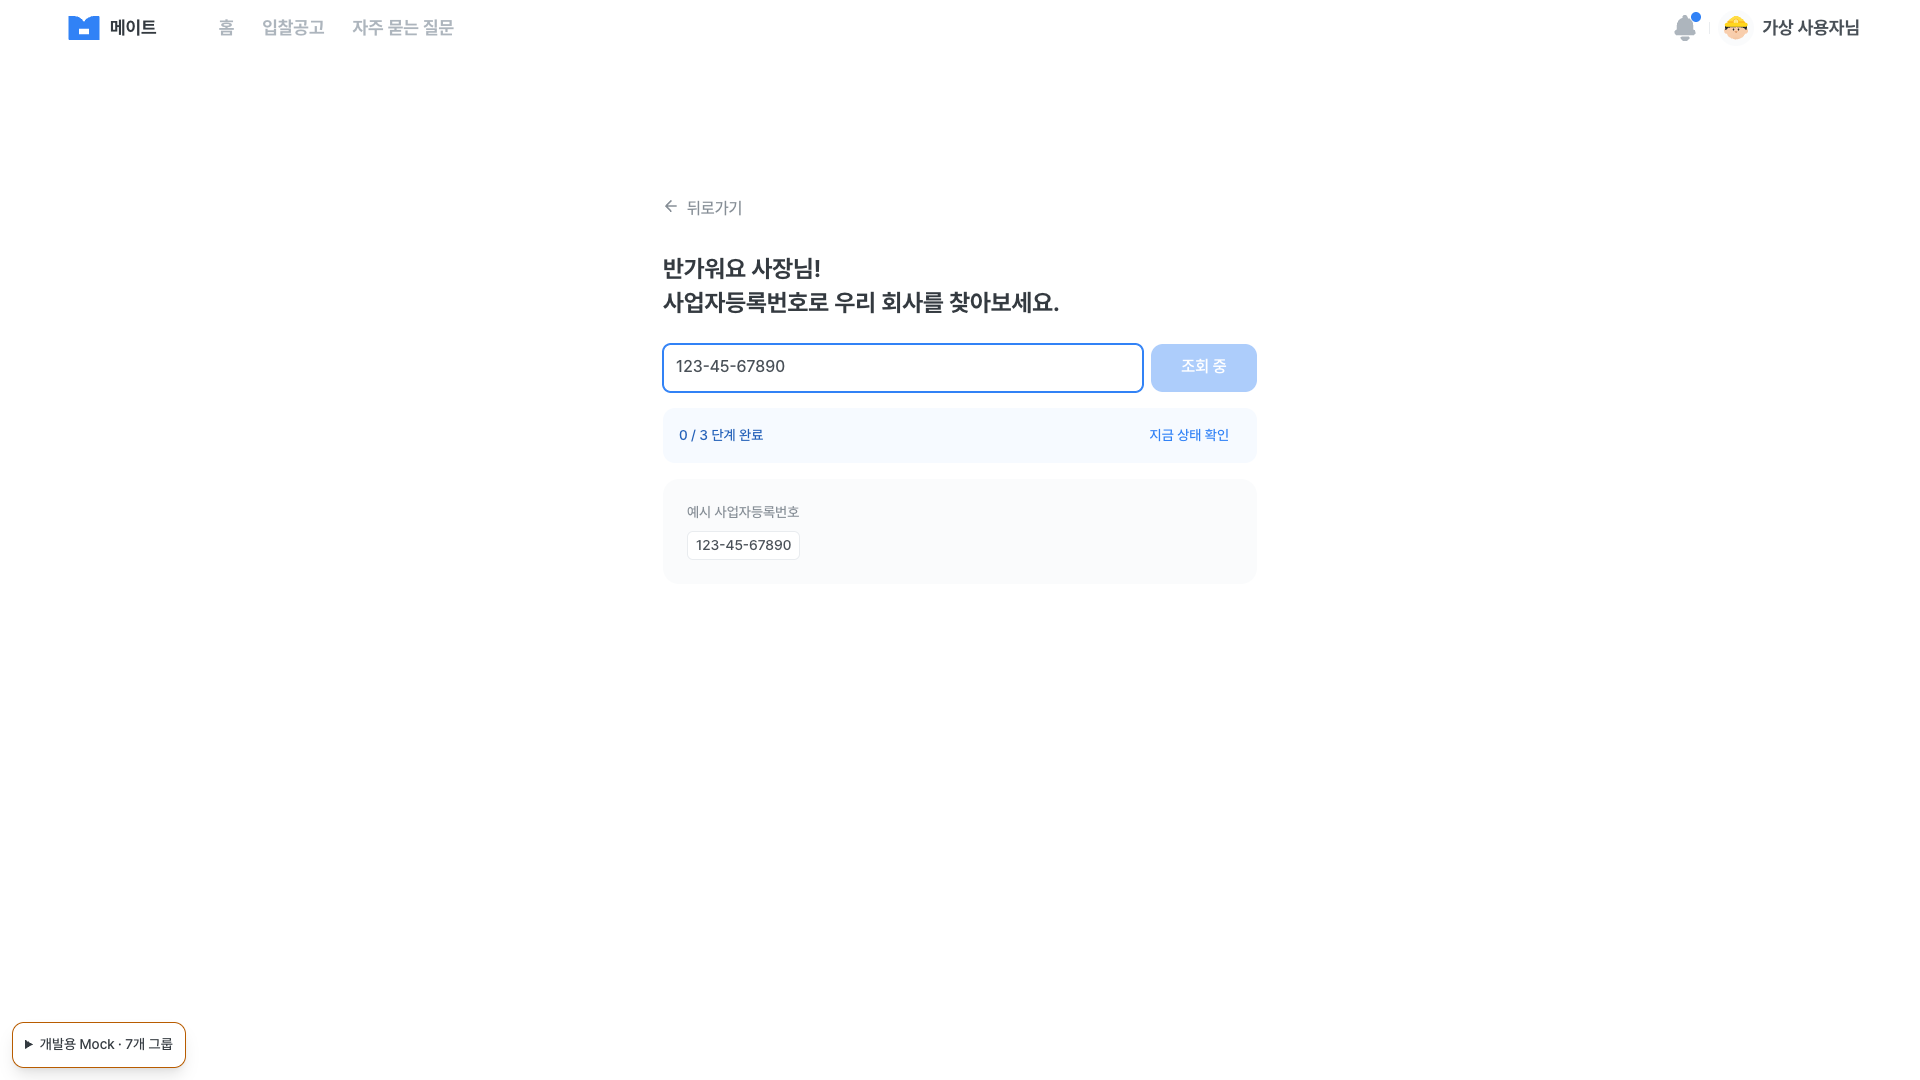 메이트
홈
입찰공고
자주 묻는 질문
가상 사용자님
뒤로가기
반가워요 사장님!
사업자등록번호로 우리 회사를 찾아보세요.
123-45-67890
조회 중
0 / 3 단계 완료
지금 상태 확인
예시 사업자등록번호
123-45-67890
▶ 개발용 Mock · 7개 그룹